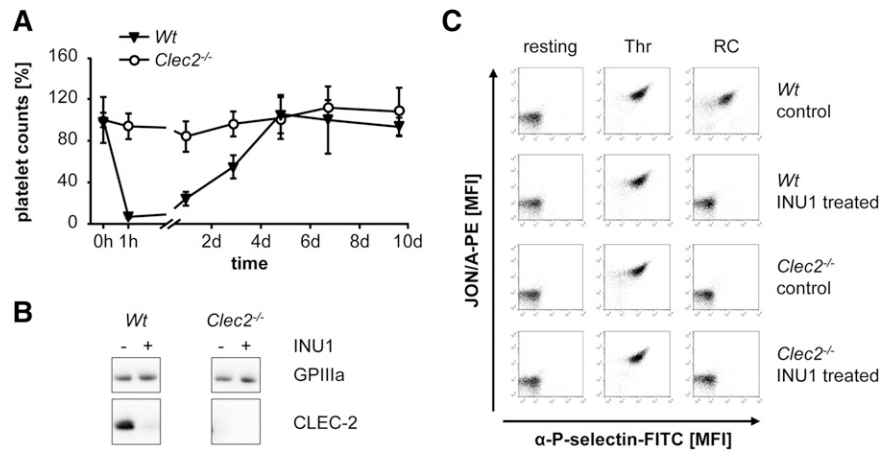 A
Wt
Clec2-/-
platelet counts [%]
160
120
80
40
0
0h 1h 2d 4d 6d 8d 10d
time
B
Wt Clec2-/-
- + - + INU1
GPIIIa
CLEC-2
C
resting Thr RC
JON/A-PE [MFI]
Wt
control
Wt
INU1 treated
Clec2-/-
control
Clec2-/-
INU1 treated
α-P-selectin-FITC [MFI]